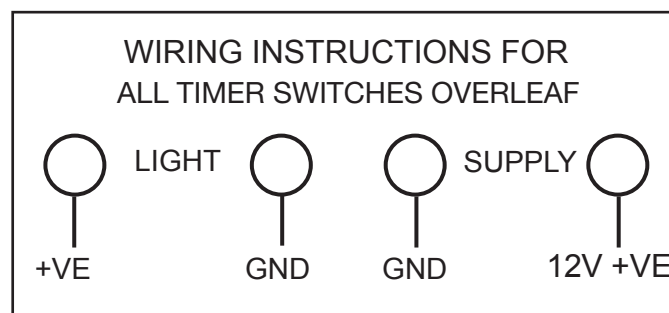 WIRING INSTRUCTIONS FOR
ALL TIMER SWITCHES OVERLEAF
LIGHT SUPPLY
+VE GND GND 12V +VE